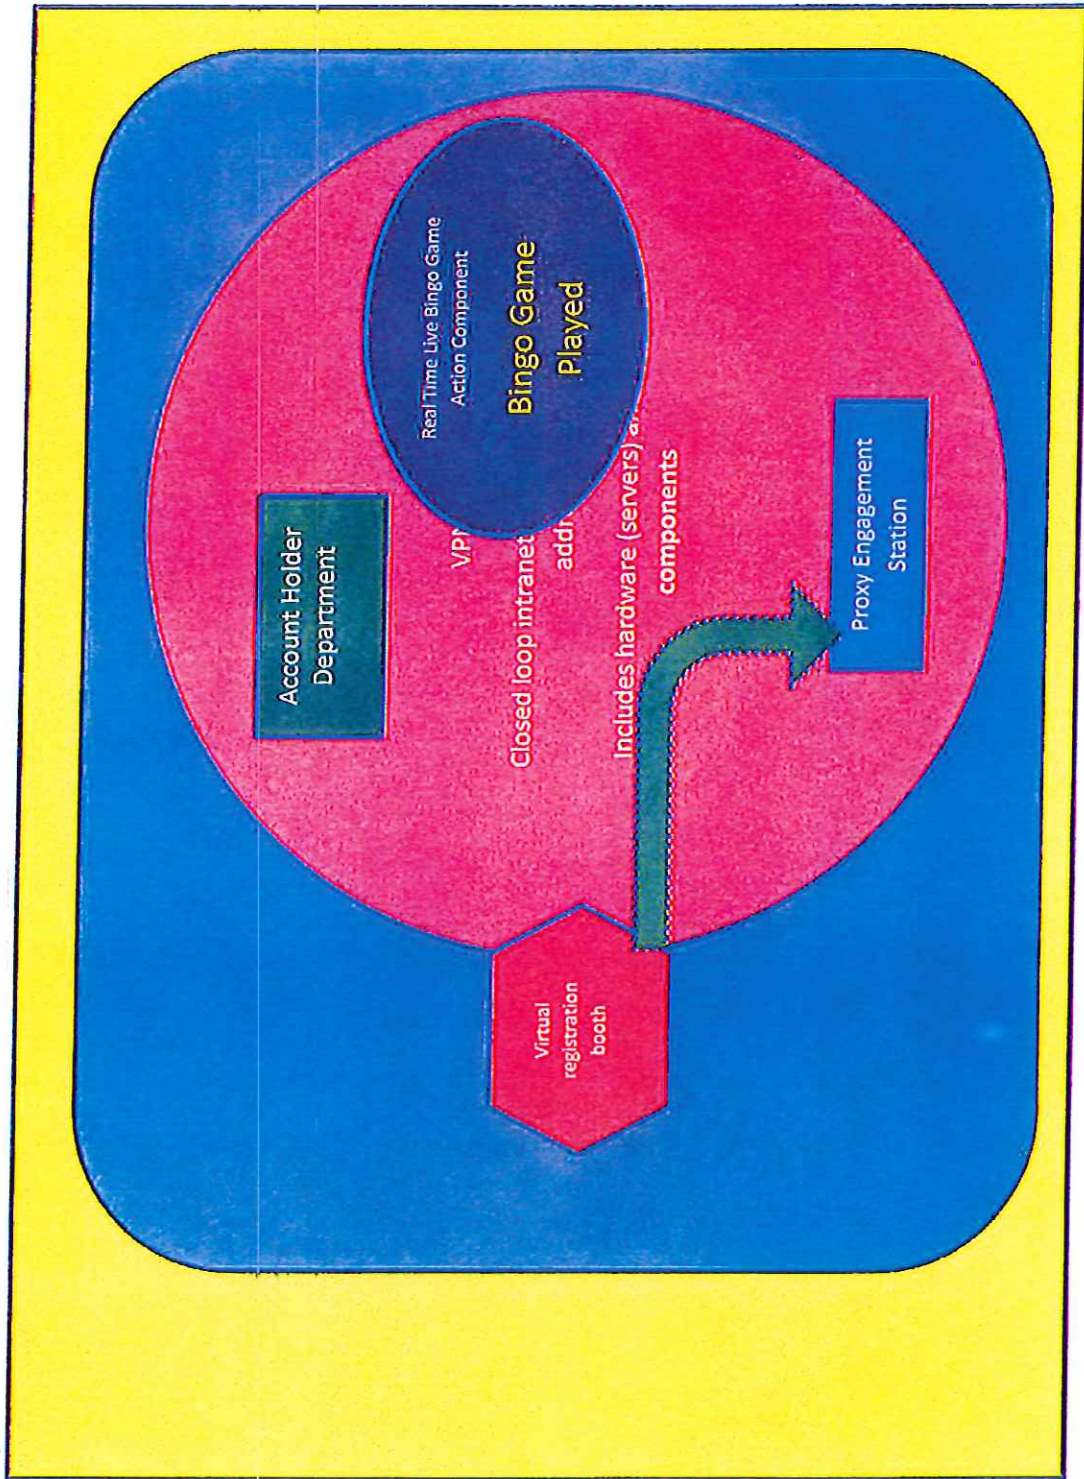 Account Holder
Department
Real Time Live Bingo Game
Action Component
Bingo Game
Played
Closed loop intranet
Includes hardware (servers)
components
Virtual
registration
booth
Proxy Engagement
Station